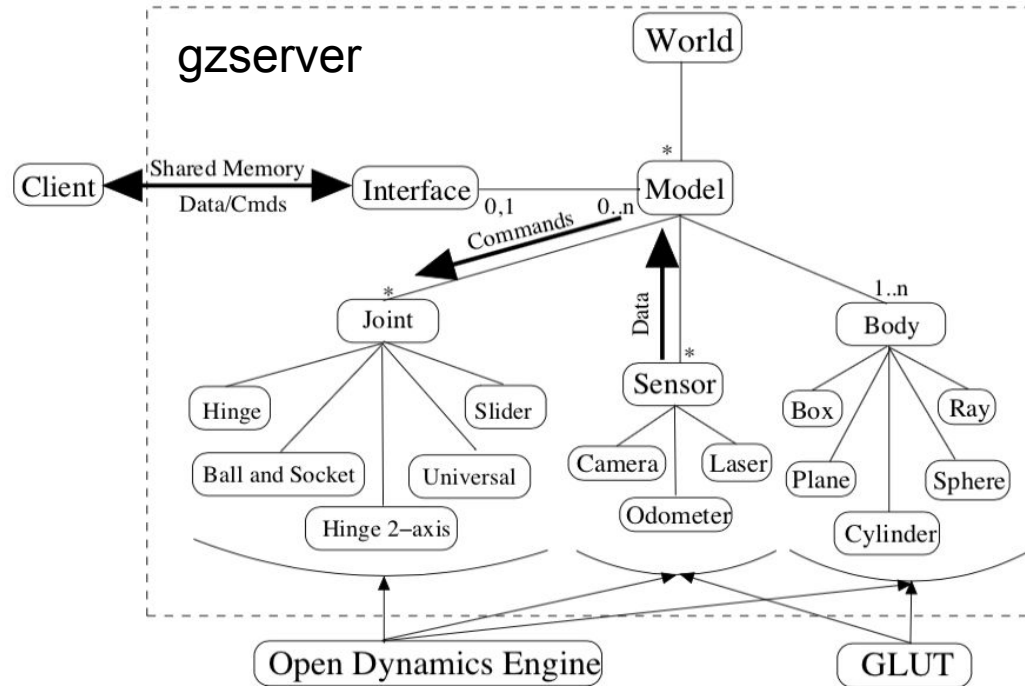 World
gzserver
*
Shared Memory
Client
Interface
Model
Data/Cmds
0,1
0..n
Commands
*
1..n
Joint
Data
Body
*
Sensor
Hinge
Slider
Box
Ray
Ball and Socket
Universal
Camera
Laser
Plane
Sphere
Odometer
Hinge 2−axis
Cylinder
Open Dynamics Engine
GLUT